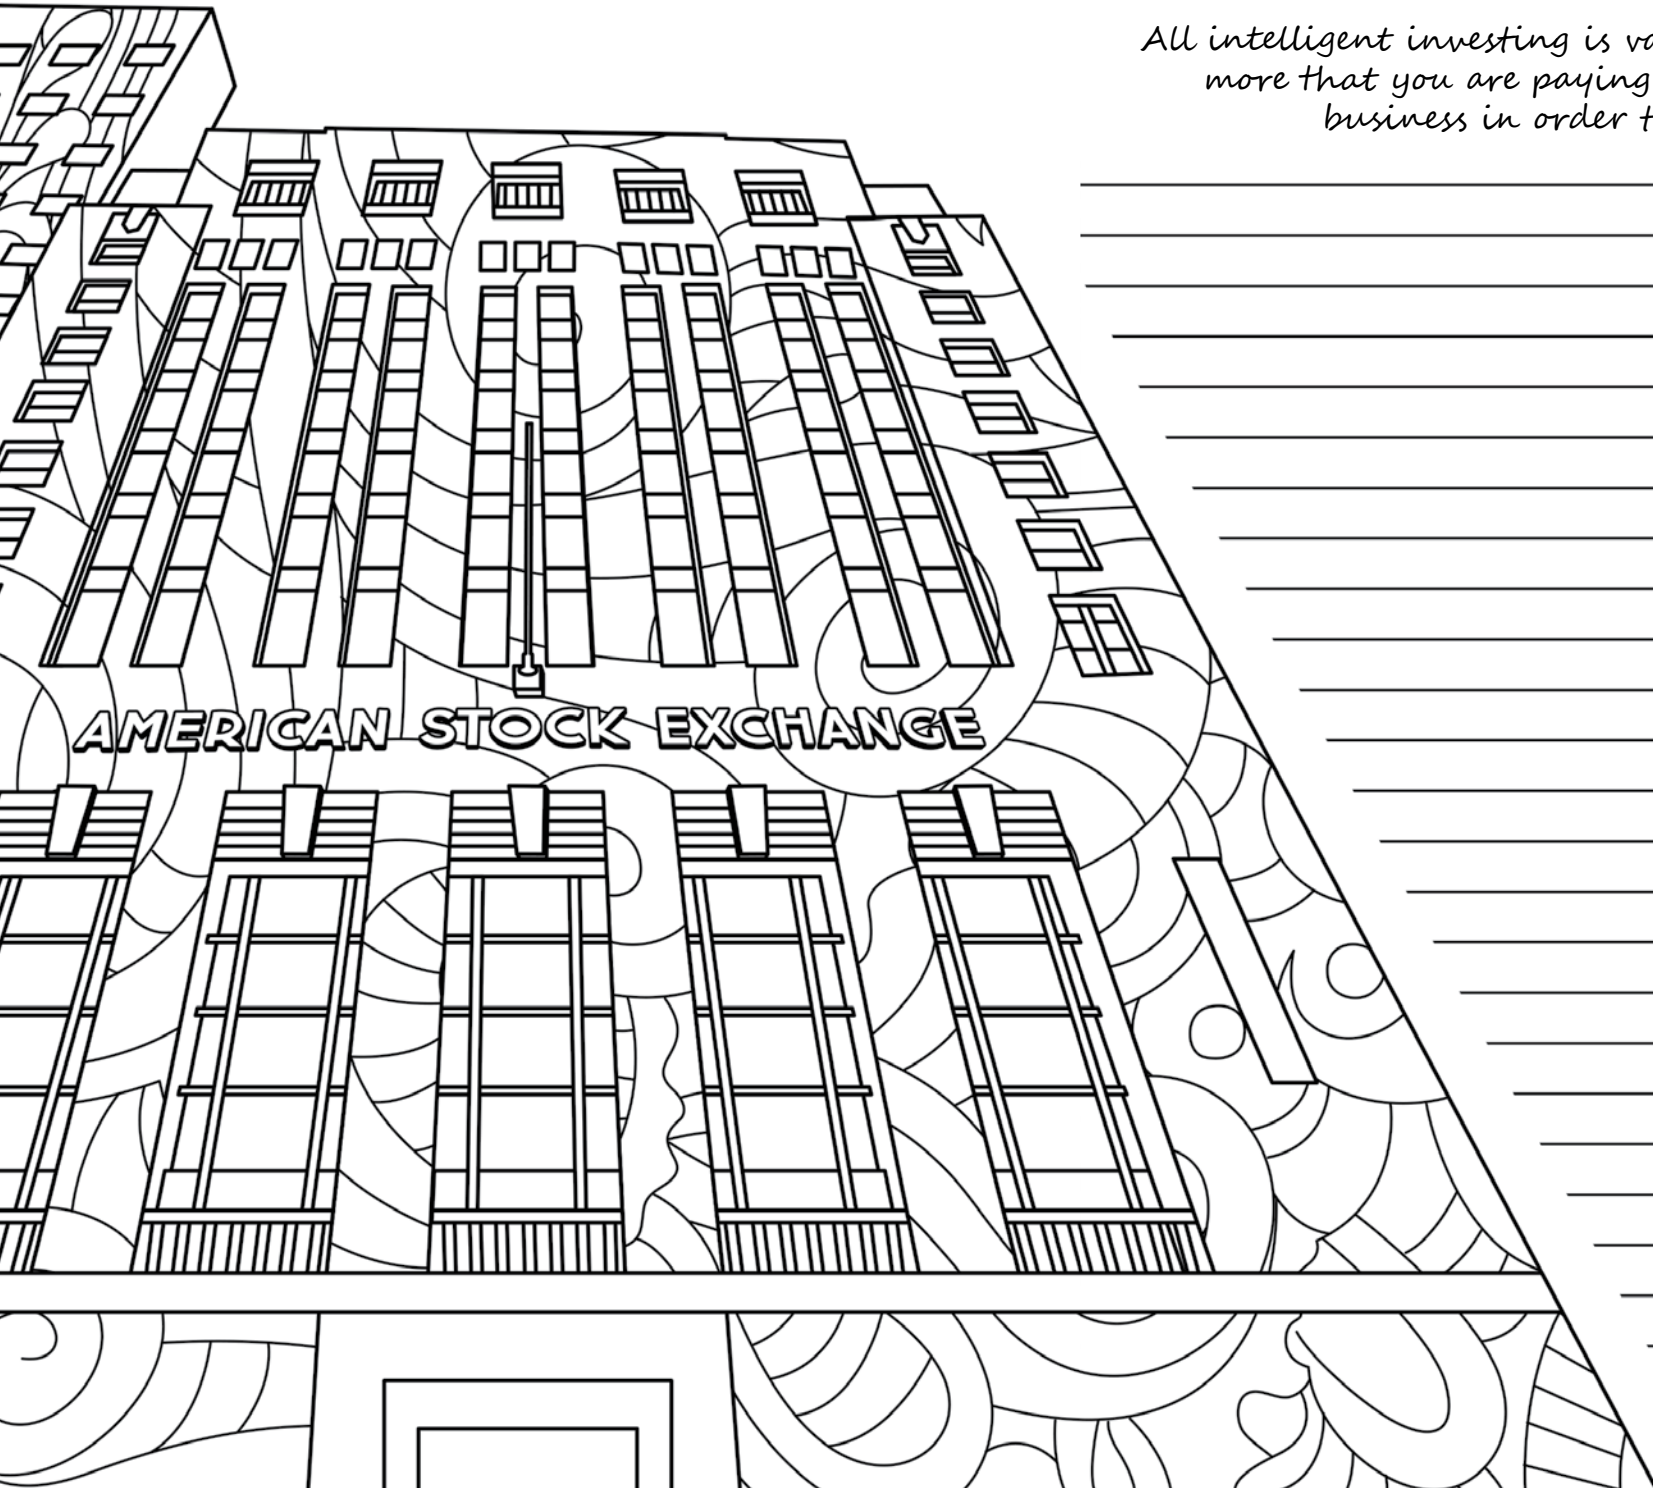 All intelligent investing is va
more that you are paying
business in order t
AMERICAN STOCK EXCHANGE